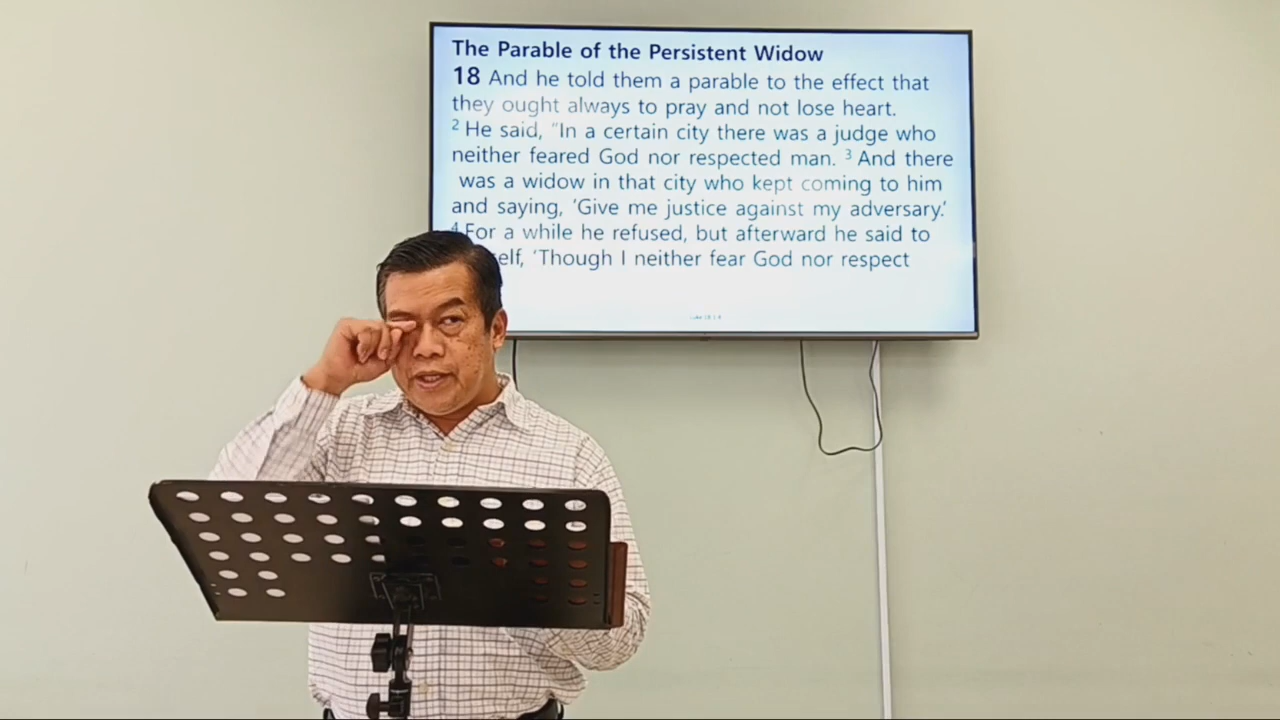 The Parable of the Persistent Widow
18 And he told them a parable to the effect that
they ought always to pray and not lose heart.
2 He said, “In a certain city there was a judge who
neither feared God nor respected man. 3 And there
was a widow in that city who kept coming to him
and saying, ‘Give me justice against my adversary.’
4 For a while he refused, but afterward he said to
self, ‘Though I neither fear God nor respect